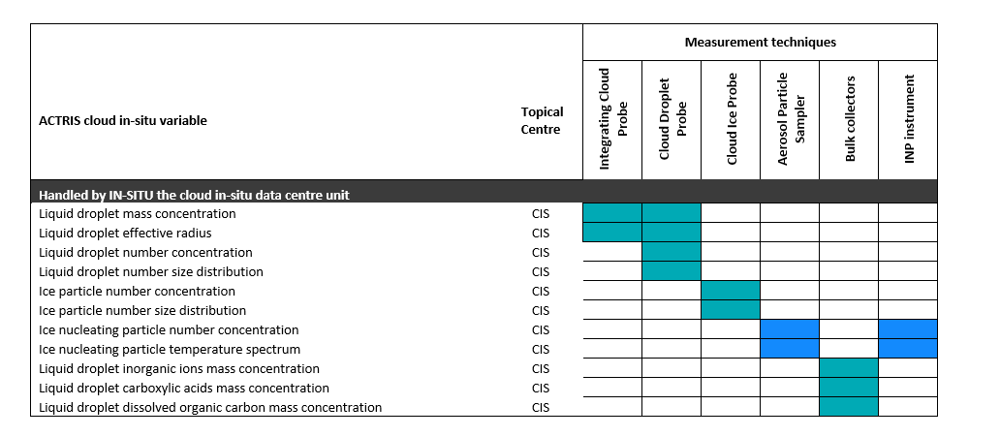 Measurement techniques
ACTRIS cloud in-situ variable
Topical
Centre
Integrating Cloud
Probe
Cloud Droplet
Probe
Cloud Ice Probe
Aerosol Particle
Sampler
Bulk collectors
INP instrument
Handled by IN-SITU the cloud in-situ data centre unit
Liquid droplet mass concentration CIS
Liquid droplet effective radius CIS
Liquid droplet number concentration CIS
Liquid droplet number size distribution CIS
Ice particle number concentration CIS
Ice particle number size distribution CIS
Ice nucleating particle number concentration CIS
Ice nucleating particle temperature spectrum CIS
Liquid droplet inorganic ions mass concentration CIS
Liquid droplet carboxylic acids mass concentration CIS
Liquid droplet dissolved organic carbon mass concentration CIS